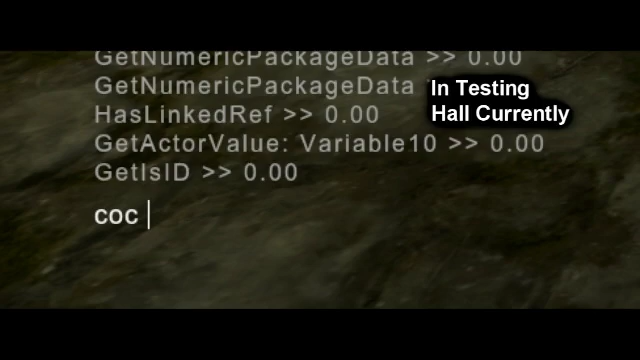 GetNumericPackageData >> 0.00
GetNumericPackageData
HasLinkedRef >> 0.00
GetActorValue: Variable10 >> 0.00
GetIsID >> 0.00
coc
In Testing
Hall Currently